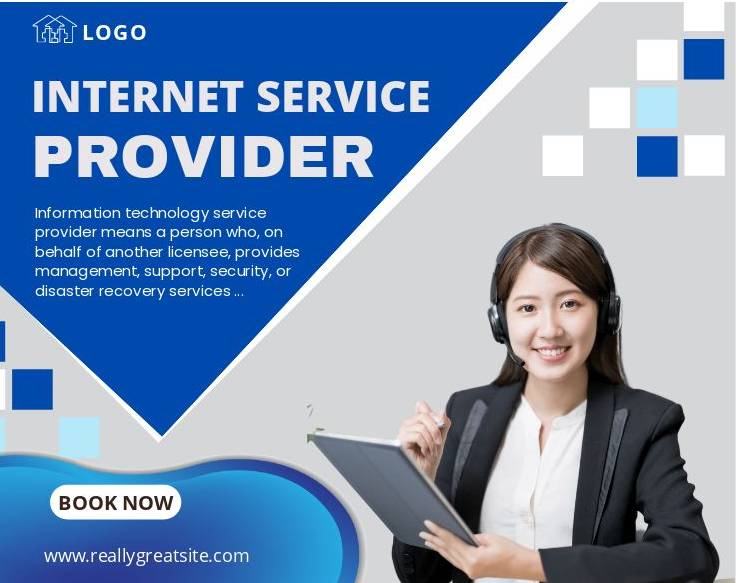 LOGO
INTERNET SERVICE
PROVIDER
Information technology service
provider means a person who, on
behalf of another licensee, provides
management, support, security, or
disaster recovery services ...
BOOK NOW
www.reallygreatsite.com